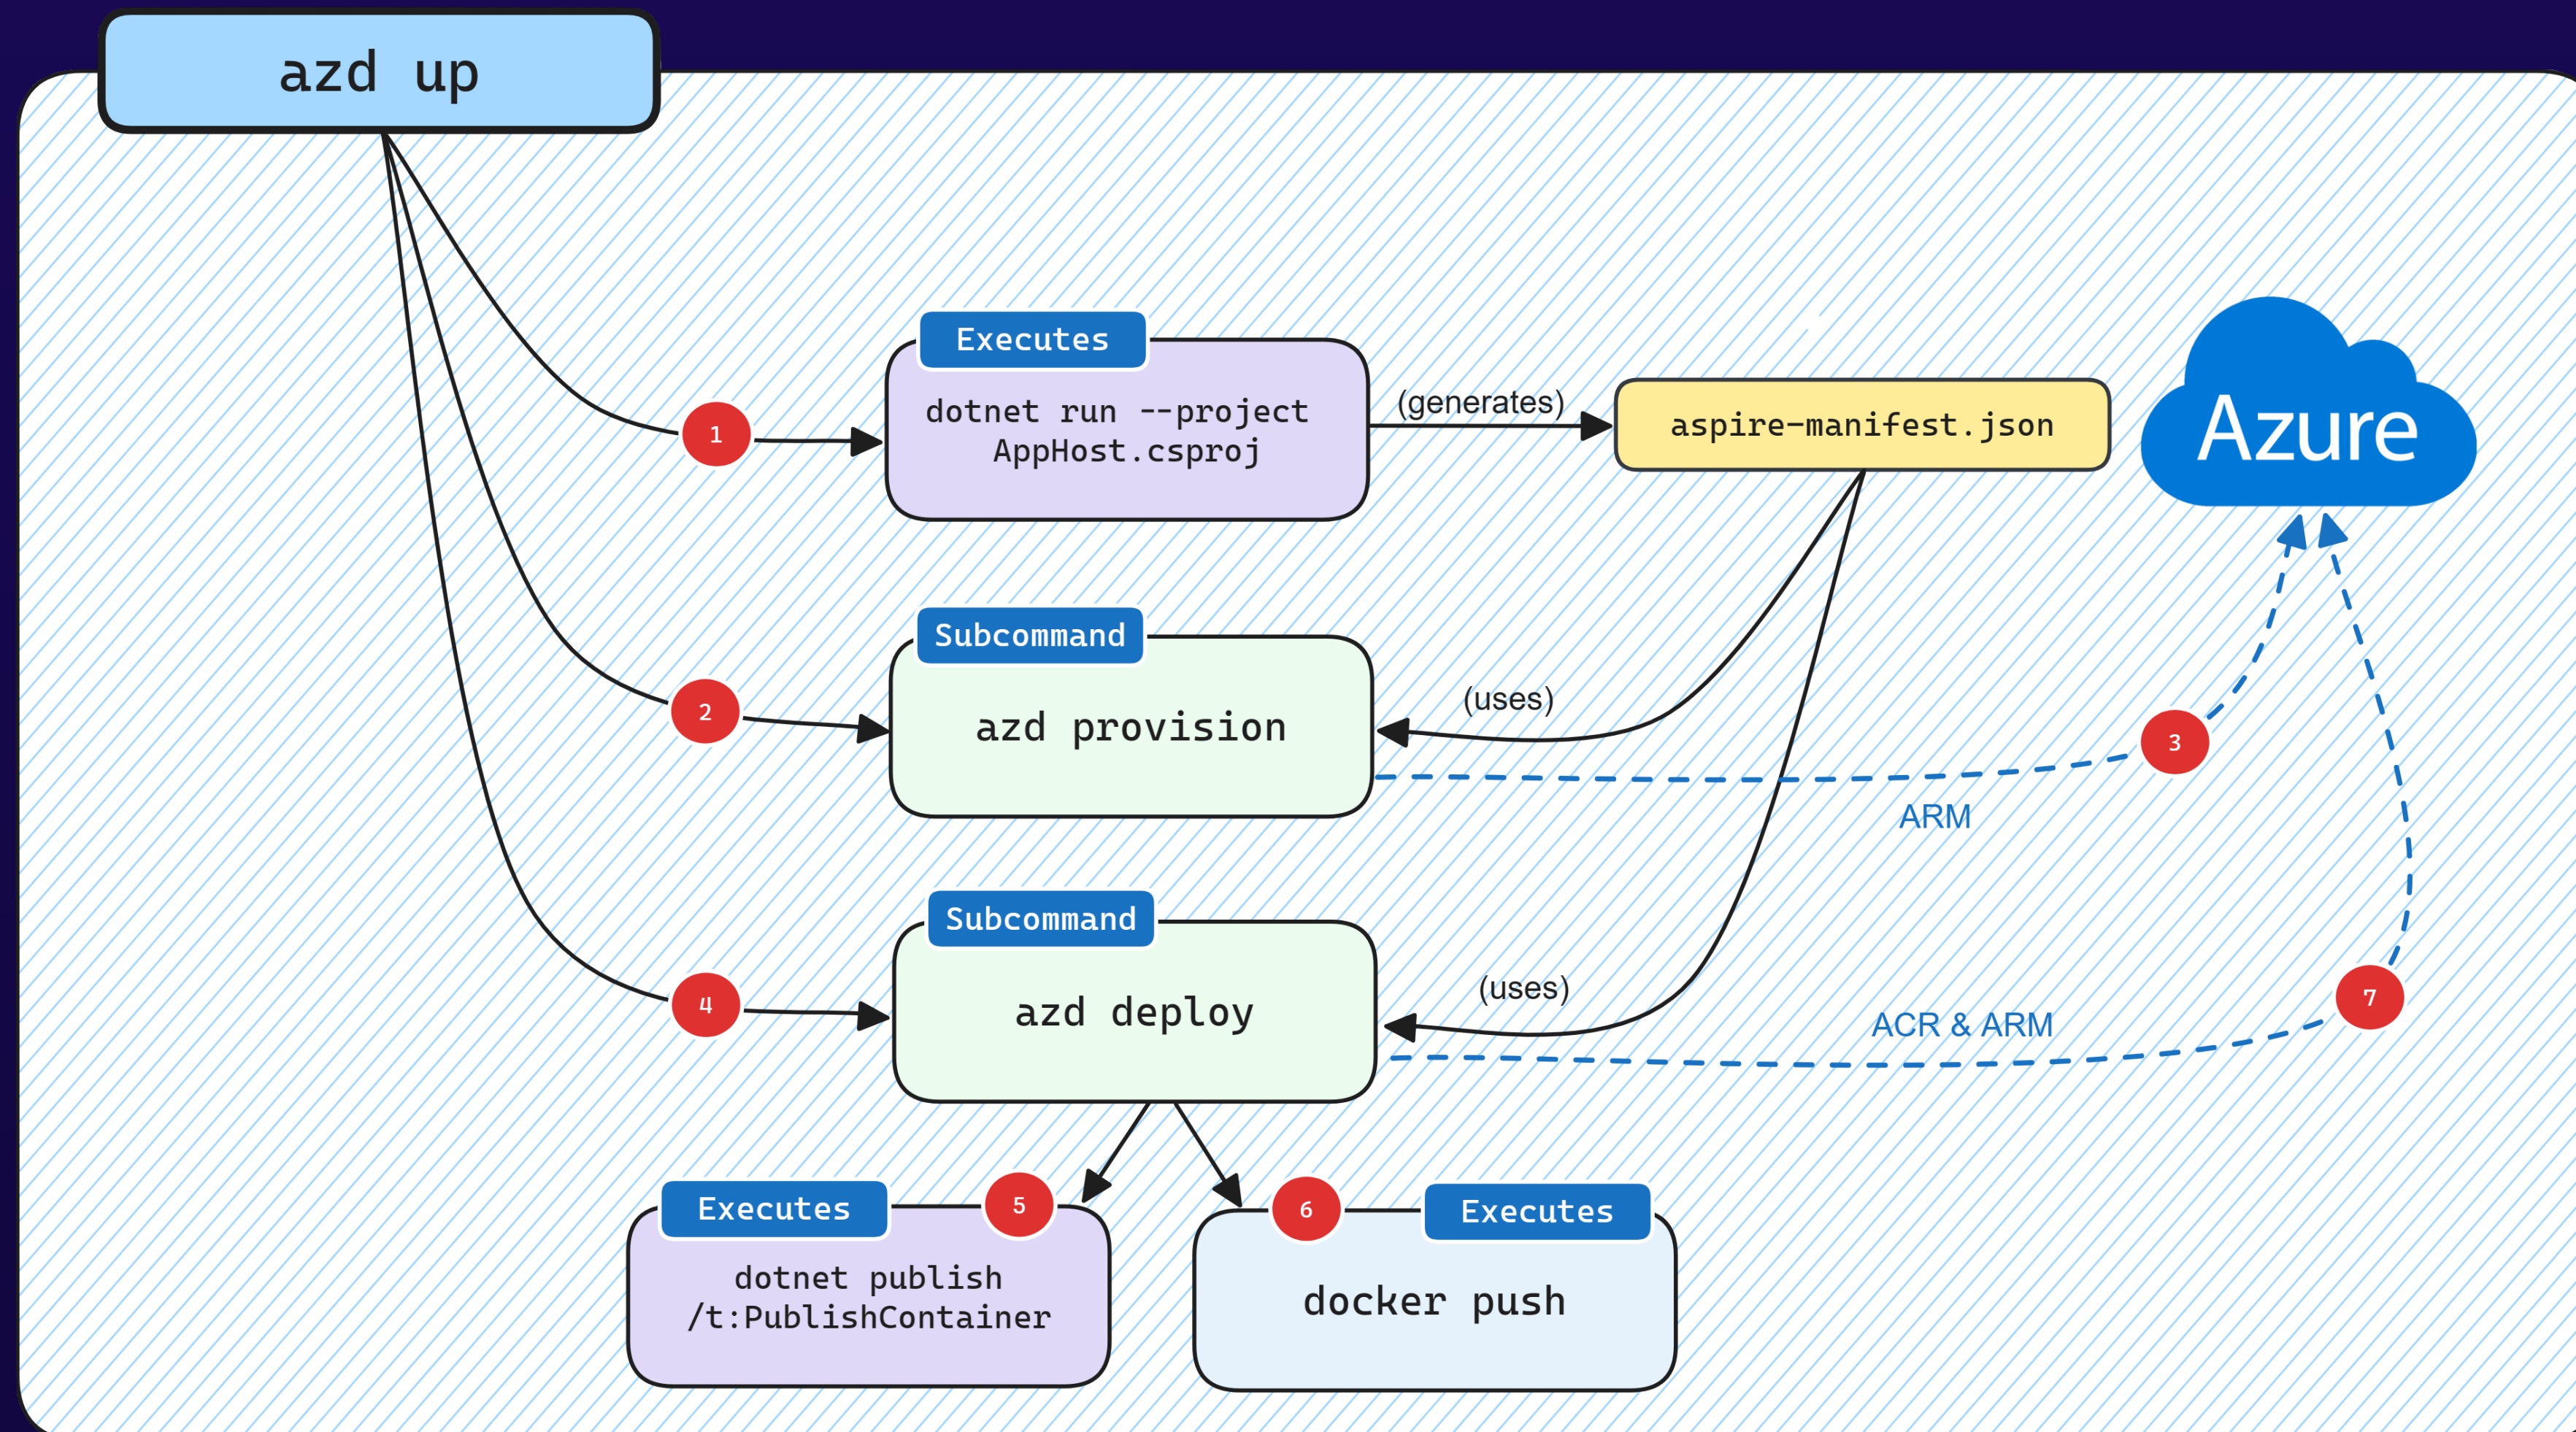 azd up
Executes
dotnet run --project
AppHost.csproj
1
(generates)
aspire-manifest.json
Azure
Subcommand
azd provision
2
(uses)
3
ARM
Subcommand
azd deploy
4
(uses)
ACR & ARM
7
Executes
5
dotnet publish
/t:PublishContainer
6
Executes
docker push